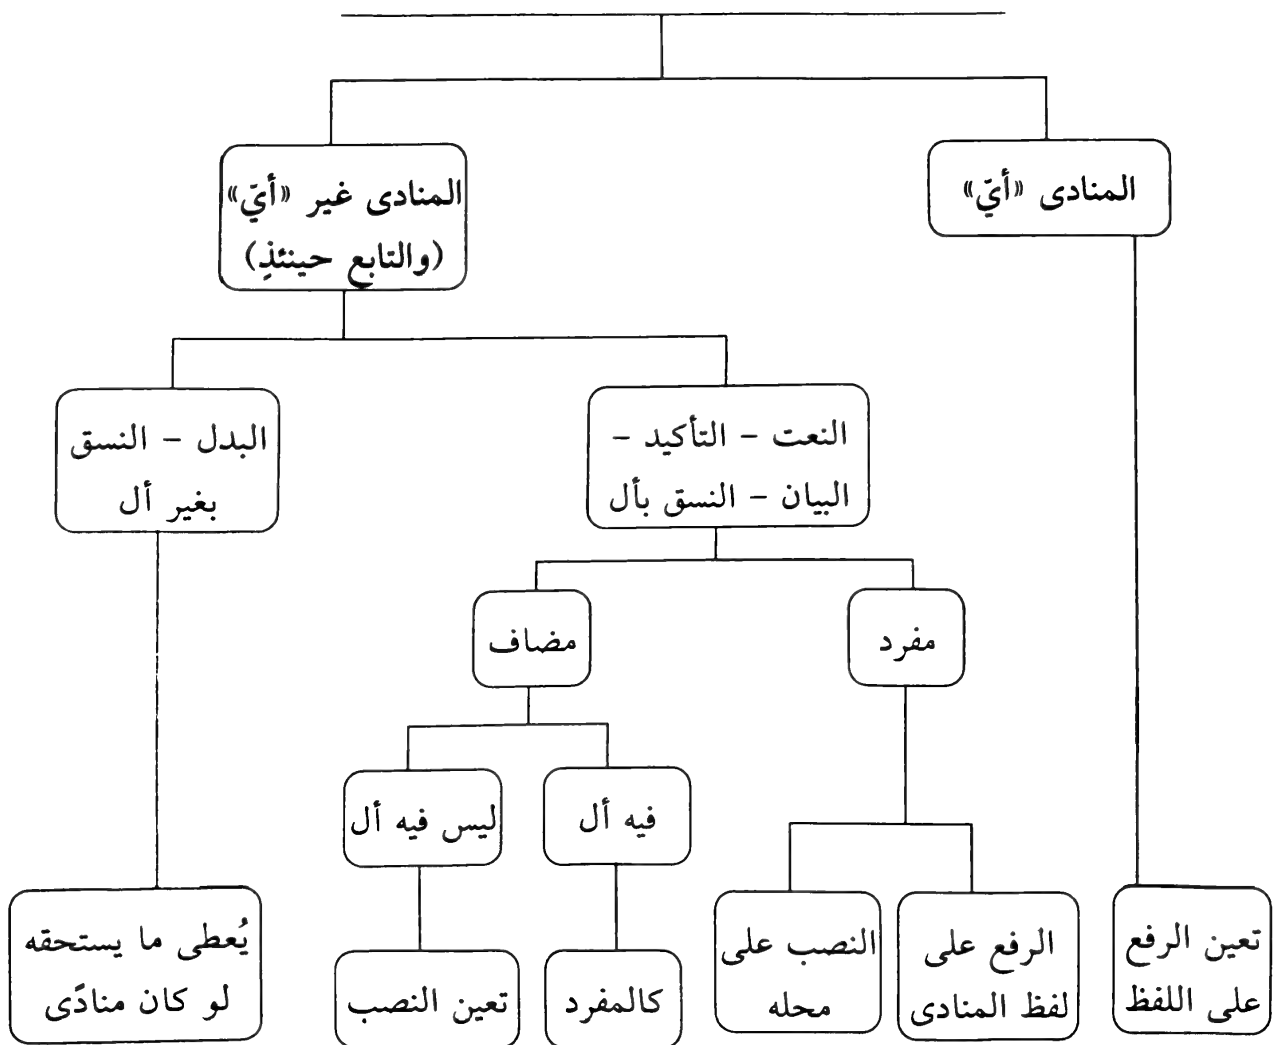 المنادى «أيّ»
المنادى غير «أيّ»
(والتابع حينئذٍ)
النعت – التأكيد –
البيان – النسق بأل
البدل – النسق
بغير أل
مفرد
مضاف
فيه أل
ليس فيه أل
تعين الرفع
على اللفظ
الرفع على
لفظ المنادى
النصب على
محله
كالمفرد
تعين النصب
يُعطى ما يستحقه
لو كان منادًى